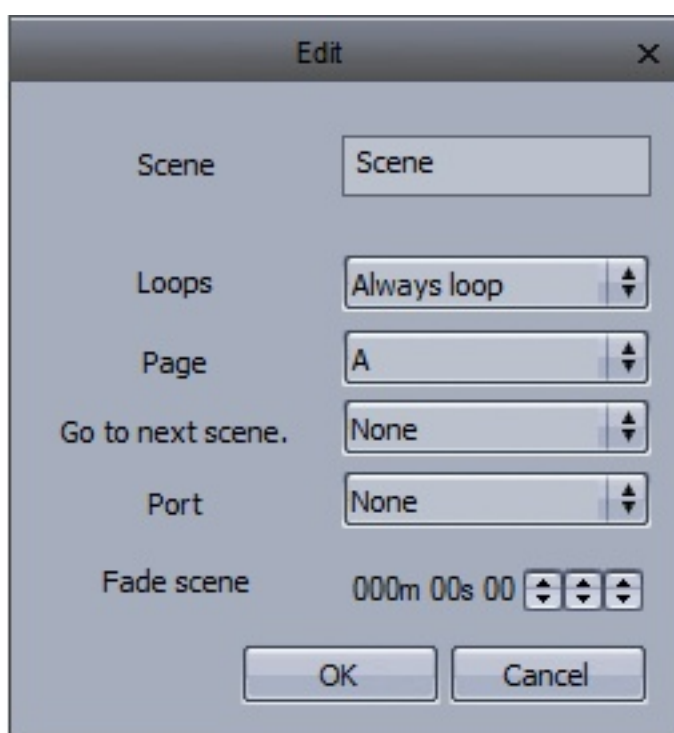 Edit
Scene Scene
Loops Always loop
Page A
Go to next scene. None
Port None
Fade scene 000m 00s 00
OK Cancel